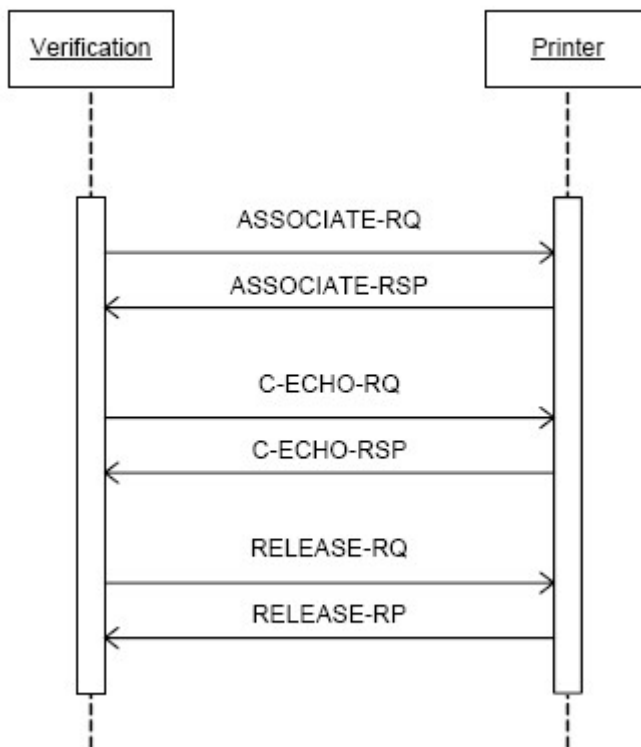 Verification
Printer
ASSOCIATE-RQ
ASSOCIATE-RSP
C-ECHO-RQ
C-ECHO-RSP
RELEASE-RQ
RELEASE-RP